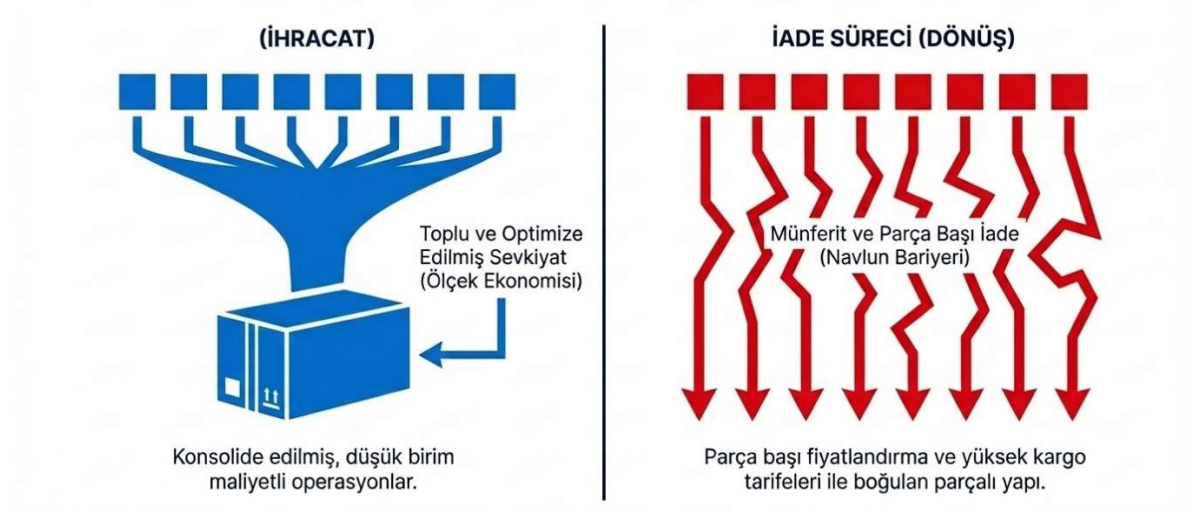 (İHRACAT)
Toplu ve Optimize
Edilmiş Sevkiyat
(Ölçek Ekonomisi)
Konsolide edilmiş, düşük birim
maliyetli operasyonlar.
İADE SÜRECİ (DÖNÜŞ)
Münferit ve Parça Başı İade
(Navlun Bariyeri)
Parça başı fiyatlandırma ve yüksek kargo
tarifeleri ile boğulan parçalı yapı.